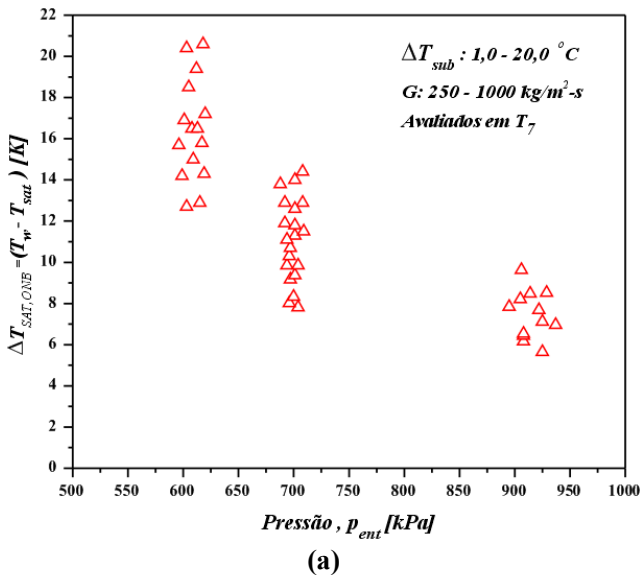 22
20
18
16
14
12
10
8
6
4
2
0
ΔT_{SAT,ONB} =(T_w - T_sat ) [K]
ΔT_sub : 1,0 - 20,0 °C
G: 250 - 1000 kg/m²-s
Avaliados em T_7
500 550 600 650 700 750 800 850 900 950 1000
Pressão , p_ent [kPa]
(a)